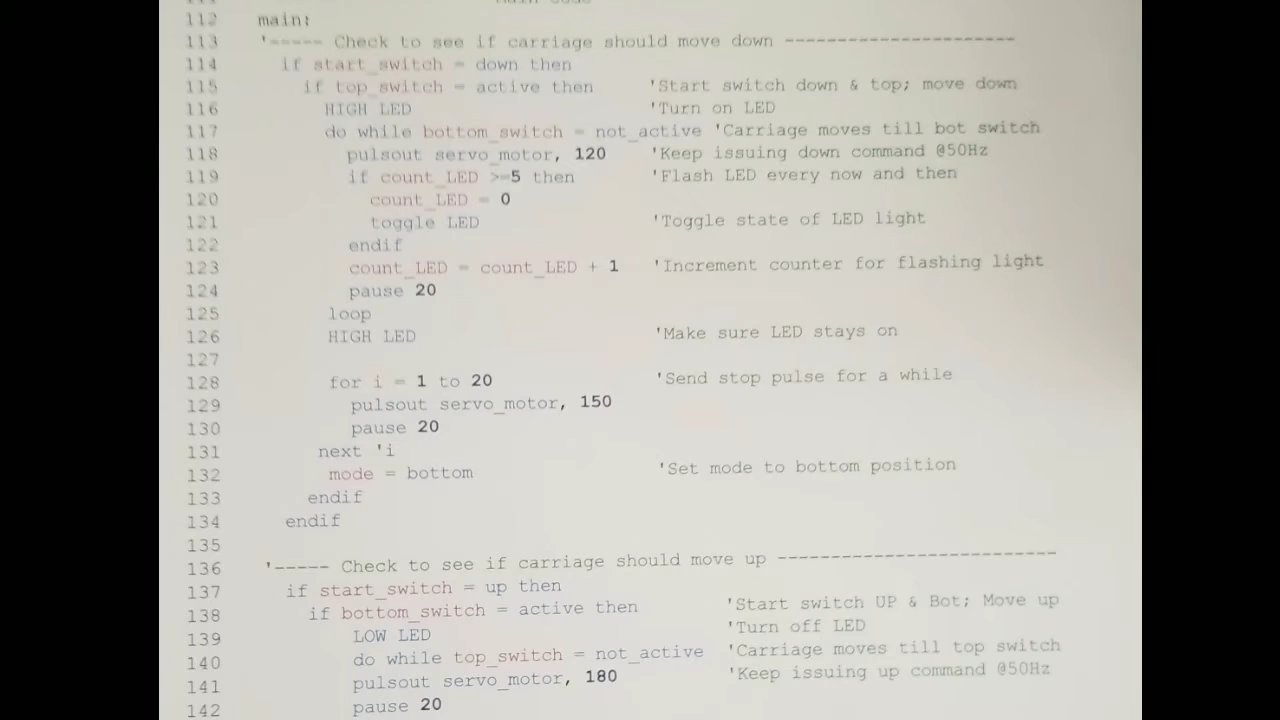 112 main:
113 '----- Check to see if carriage should move down ----------------------
114 if start_switch = down then
115 if top_switch = active then 'Start switch down & top; move down
116 HIGH LED 'Turn on LED
117 do while bottom_switch = not_active 'Carriage moves till bot switch
118 pulsout servo_motor, 120 'Keep issuing down command @50Hz
119 if count_LED >=5 then 'Flash LED every now and then
120 count_LED = 0
121 toggle LED 'Toggle state of LED light
122 endif
123 count_LED = count_LED + 1 'Increment counter for flashing light
124 pause 20
125 loop
126 HIGH LED 'Make sure LED stays on
127
128 for i = 1 to 20 'Send stop pulse for a while
129 pulsout servo_motor, 150
130 pause 20
131 next 'i
132 mode = bottom 'Set mode to bottom position
133 endif
134 endif
135
136 '----- Check to see if carriage should move up --------------------------
137 if start_switch = up then
138 if bottom_switch = active then 'Start switch UP & Bot; Move up
139 LOW LED 'Turn off LED
140 do while top_switch = not_active 'Carriage moves till top switch
141 pulsout servo_motor, 180 'Keep issuing up command @50Hz
142 pause 20